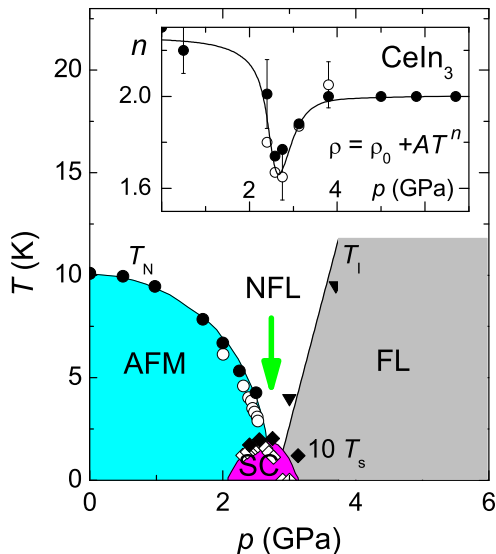 n
CeIn3
2.0
1.6
ρ = ρ0 +AT^n
2
4
p (GPa)
20
15
10
5
0
T (K)
TN
TI
NFL
AFM
FL
SC
10 Ts
0
2
4
6
p (GPa)